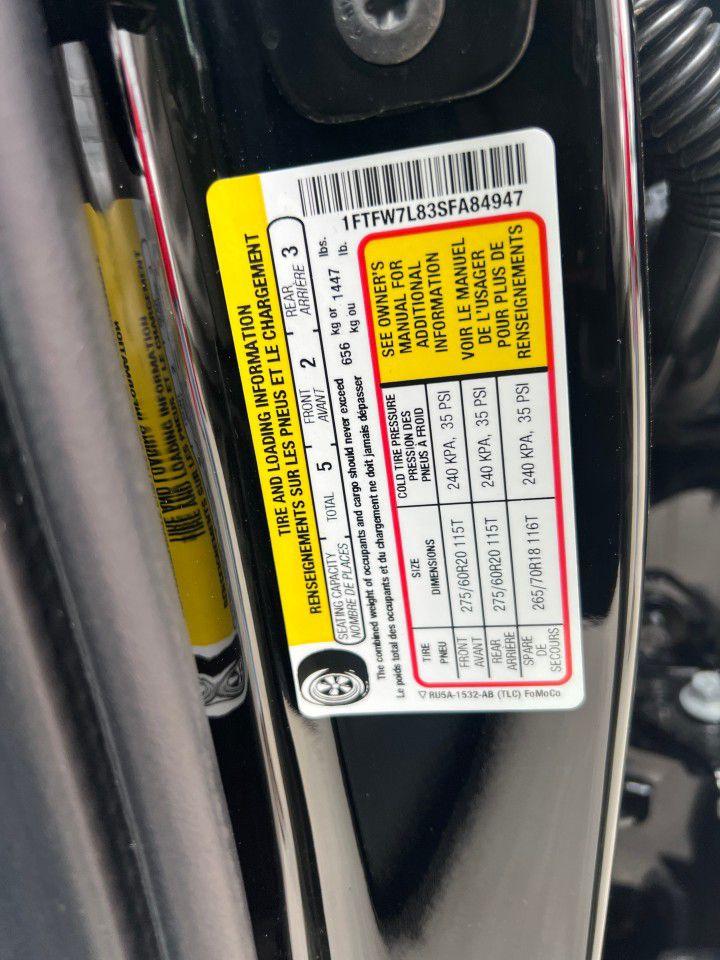 1FTFW7L83SFA84947
TIRE AND LOADING INFORMATION
RENSEIGNEMENTS SUR LES PNEUS ET LE CHARGEMENT
SEATING CAPACITY TOTAL 5 FRONT 2 REAR 3
NOMBRE DE PLACES AVANT ARRIÈRE
The combined weight of occupants and cargo should never exceed 656 kg or 1447 lbs.
Le poids total des occupants et du chargement ne doit jamais dépasser kg ou lb.
TIRE SIZE COLD TIRE PRESSURE
PNEU DIMENSIONS PRESSION DES
PNEUS À FROID
FRONT 275/60R20 115T 240 KPA, 35 PSI
AVANT
REAR 275/60R20 115T 240 KPA, 35 PSI
ARRIÈRE
SPARE 265/70R18 116T 240 KPA, 35 PSI
DE
SECOURS
SEE OWNER'S
MANUAL FOR
ADDITIONAL
INFORMATION
VOIR LE MANUEL
DE L'USAGER
POUR PLUS DE
RENSEIGNEMENTS
RU5A-1532-AB (TLC) FoMoCo